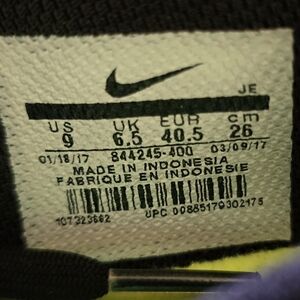 JE
US UK EUR cm
9 6.5 40.5 26
01/18/17 844245-400 03/09/17
MADE IN INDONESIA
FABRIQUE EN INDONESIE
107323662
UPC 00885179302175